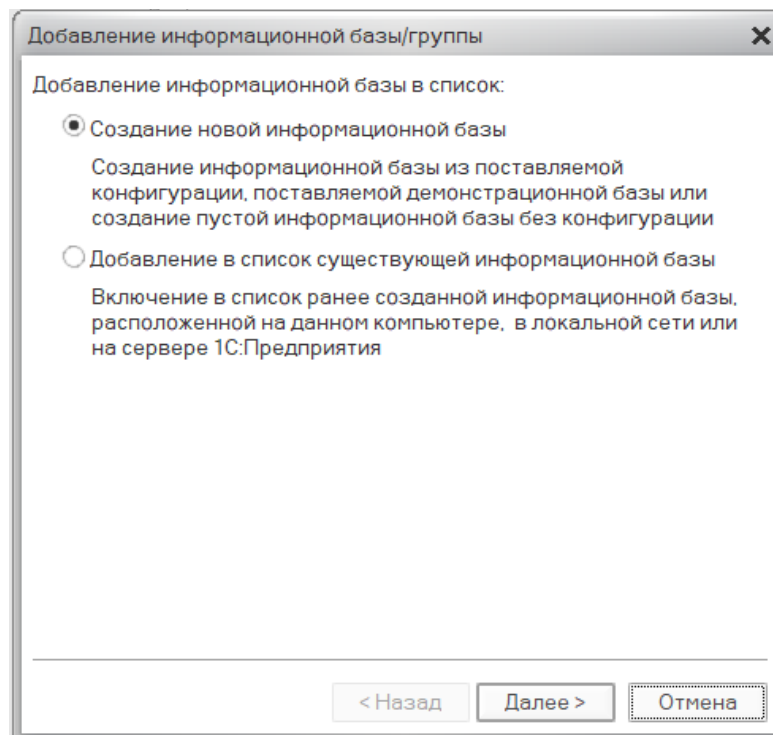 Добавление информационной базы/группы
Добавление информационной базы в список:
Создание новой информационной базы
Создание информационной базы из поставляемой
конфигурации, поставляемой демонстрационной базы или
создание пустой информационной базы без конфигурации
Добавление в список существующей информационной базы
Включение в список ранее созданной информационной базы,
расположенной на данном компьютере, в локальной сети или
на сервере 1С:Предприятия
< Назад Далее > Отмена